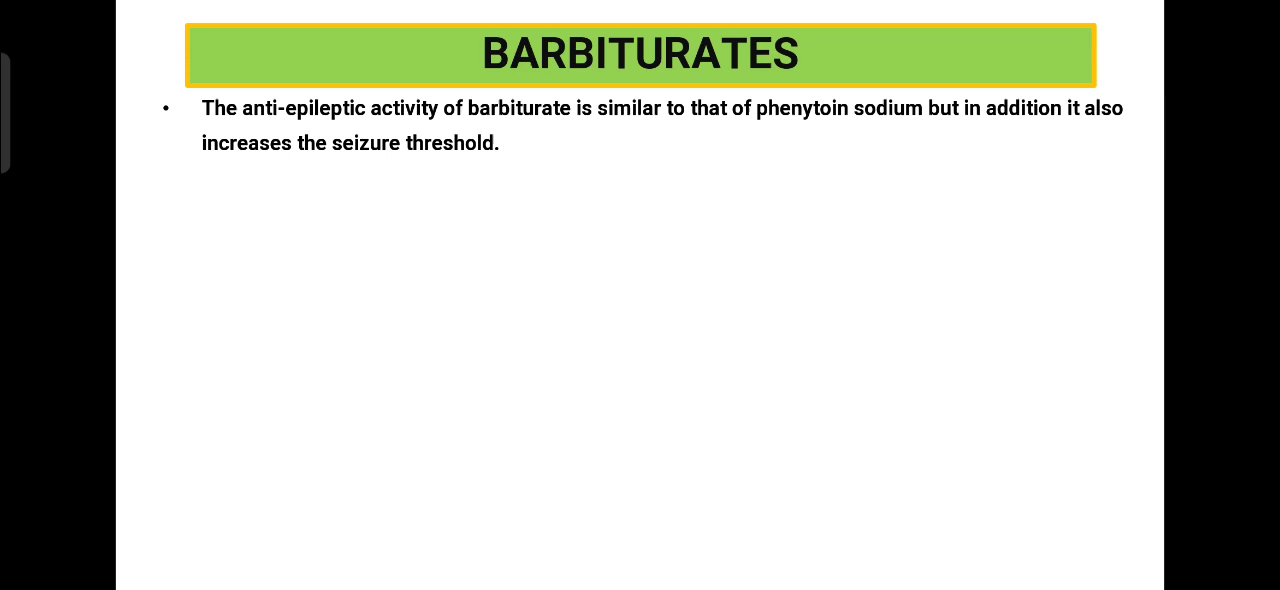 BARBITURATES
• The anti-epileptic activity of barbiturate is similar to that of phenytoin sodium but in addition it also
increases the seizure threshold.